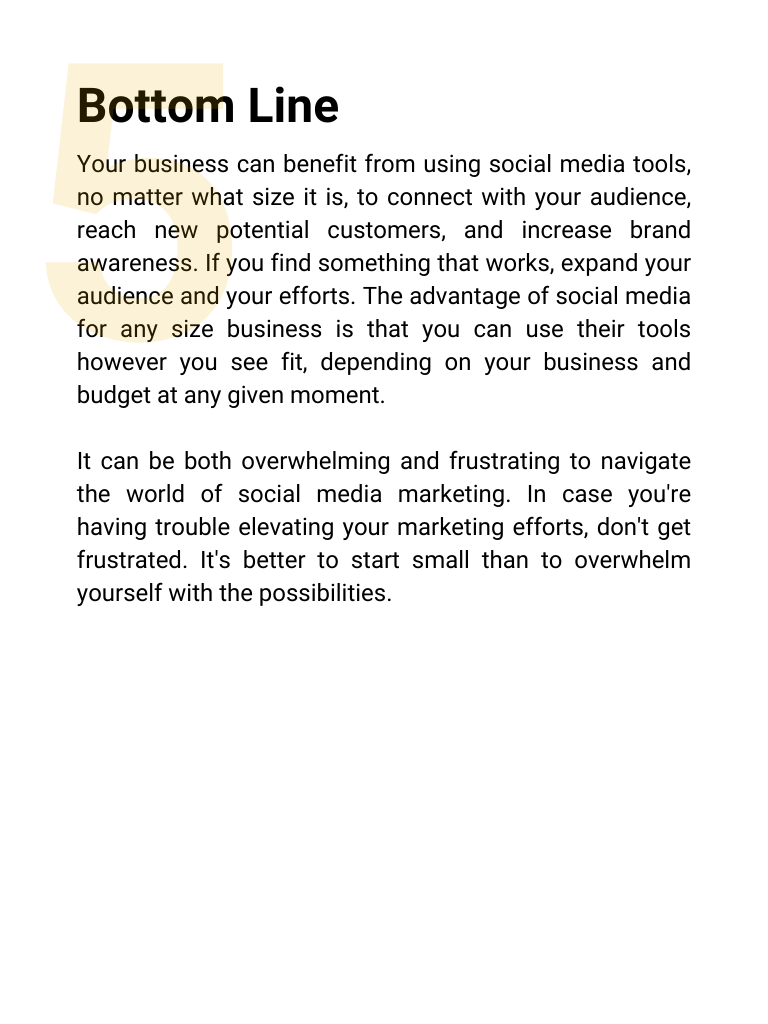 5
Bottom Line
Your business can benefit from using social media tools,
no matter what size it is, to connect with your audience,
reach new potential customers, and increase brand
awareness. If you find something that works, expand your
audience and your efforts. The advantage of social media
for any size business is that you can use their tools
however you see fit, depending on your business and
budget at any given moment.
It can be both overwhelming and frustrating to navigate
the world of social media marketing. In case you're
having trouble elevating your marketing efforts, don't get
frustrated. It's better to start small than to overwhelm
yourself with the possibilities.